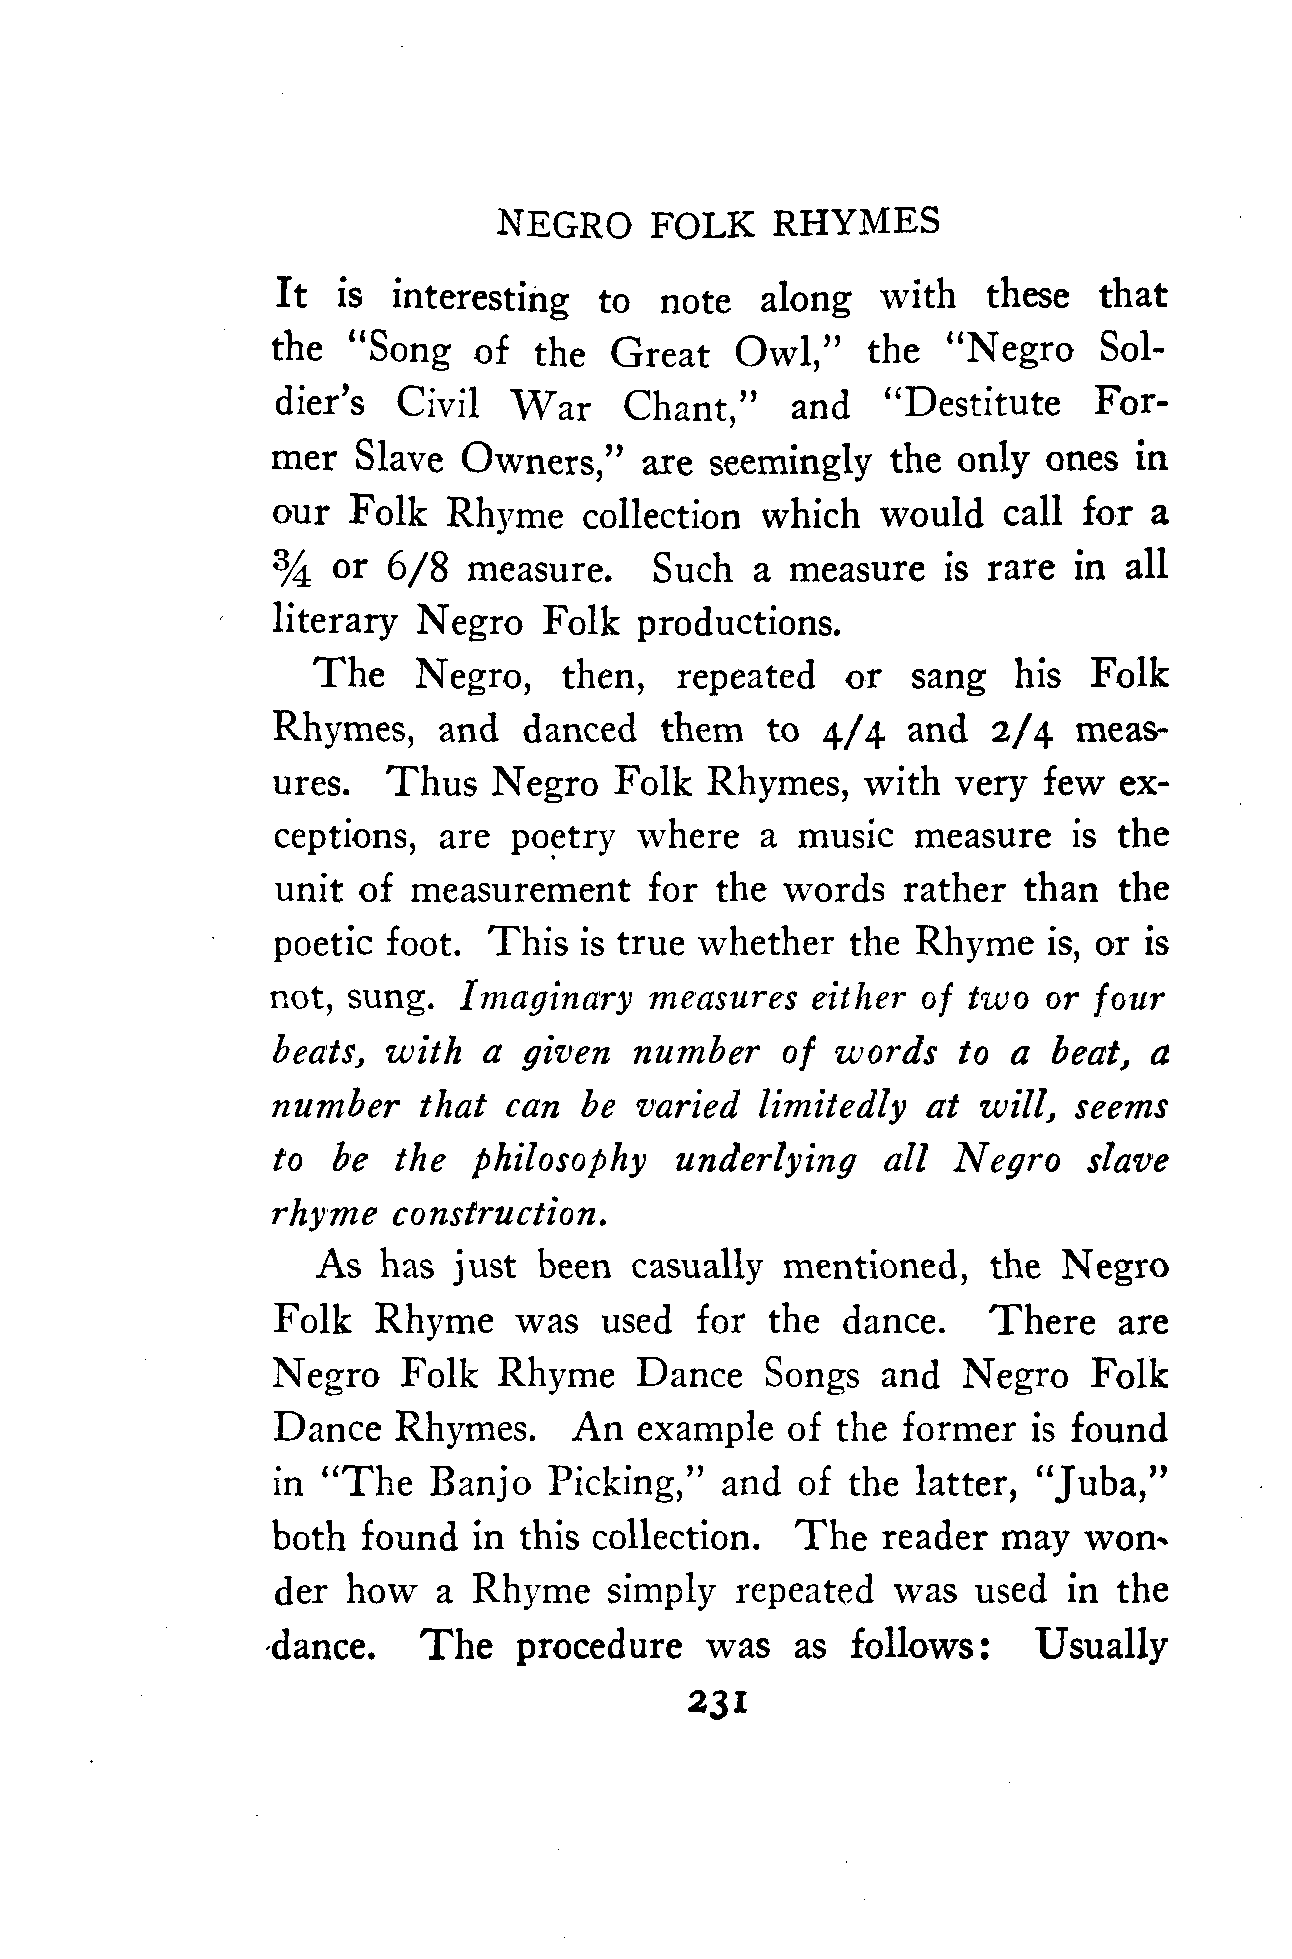 NEGRO FOLK RHYMES
It is interesting to note along with these that
the "Song of the Great Owl," the "Negro Sol-
dier's Civil War Chant," and "Destitute For-
mer Slave Owners," are seemingly the only ones in
our Folk Rhyme collection which would call for a
¾ or 6/8 measure. Such a measure is rare in all
literary Negro Folk productions.
The Negro, then, repeated or sang his Folk
Rhymes, and danced them to 4/4 and 2/4 meas-
ures. Thus Negro Folk Rhymes, with very few ex-
ceptions, are poetry where a music measure is the
unit of measurement for the words rather than the
poetic foot. This is true whether the Rhyme is, or is
not, sung. Imaginary measures either of two or four
beats, with a given number of words to a beat, a
number that can be varied limitedly at will, seems
to be the philosophy underlying all Negro slave
rhyme construction.
As has just been casually mentioned, the Negro
Folk Rhyme was used for the dance. There are
Negro Folk Rhyme Dance Songs and Negro Folk
Dance Rhymes. An example of the former is found
in "The Banjo Picking," and of the latter, "Juba,"
both found in this collection. The reader may won-
der how a Rhyme simply repeated was used in the
dance. The procedure was as follows: Usually
231